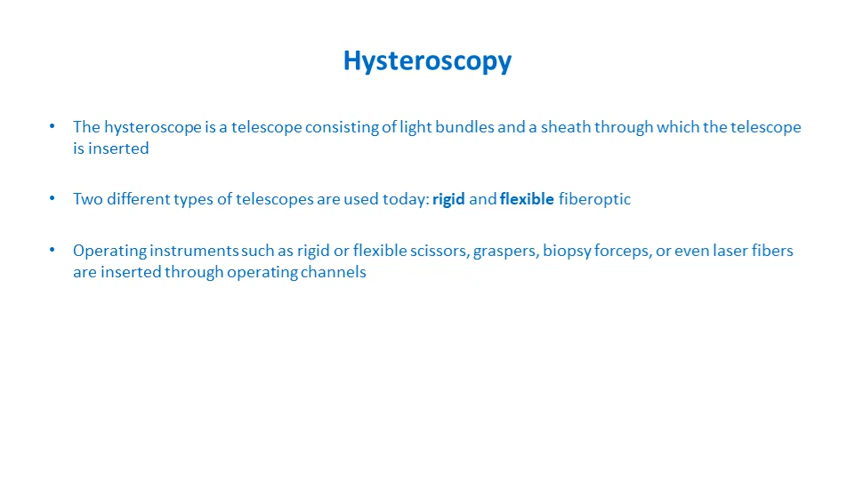 Hysteroscopy
• The hysteroscope is a telescope consisting of light bundles and a sheath through which the telescope
is inserted
• Two different types of telescopes are used today: rigid and flexible fiberoptic
• Operating instruments such as rigid or flexible scissors, graspers, biopsy forceps, or even laser fibers
are inserted through operating channels